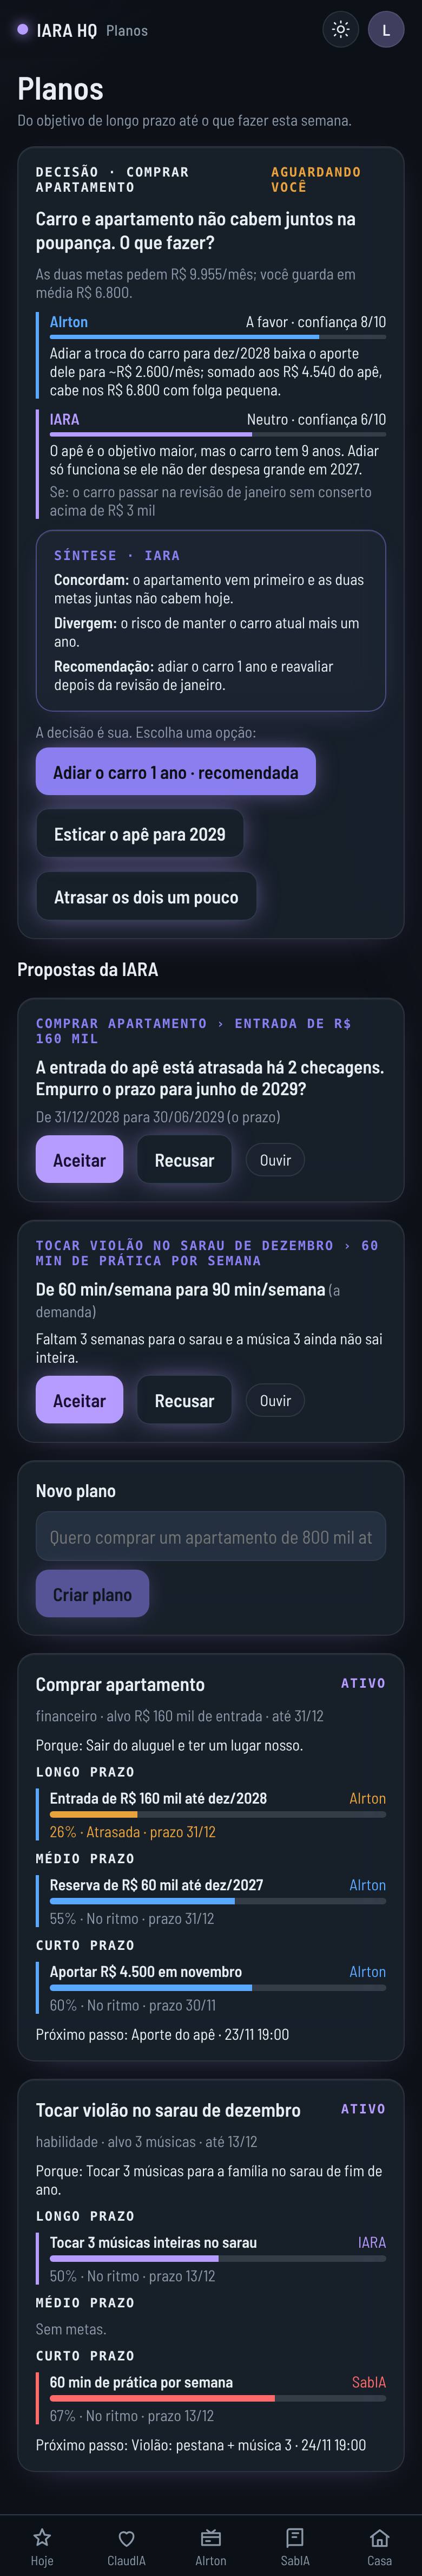 IARA HQ Planos L
Planos
Do objetivo de longo prazo até o que fazer esta semana.
DECISÃO · COMPRAR
APARTAMENTO
AGUARDANDO
VOCÊ
Carro e apartamento não cabem juntos na
poupança. O que fazer?
As duas metas pedem R$ 9.955/mês; você guarda em
média R$ 6.800.
AIrton A favor · confiança 8/10
Adiar a troca do carro para dez/2028 baixa o aporte
dele para ~R$ 2.600/mês; somado aos R$ 4.540 do apê,
cabe nos R$ 6.800 com folga pequena.
IARA Neutro · confiança 6/10
O apê é o objetivo maior, mas o carro tem 9 anos. Adiar
só funciona se ele não der despesa grande em 2027.
Se: o carro passar na revisão de janeiro sem conserto
acima de R$ 3 mil
SÍNTESE · IARA
Concordam: o apartamento vem primeiro e as duas
metas juntas não cabem hoje.
Divergem: o risco de manter o carro atual mais um
ano.
Recomendação: adiar o carro 1 ano e reavaliar
depois da revisão de janeiro.
A decisão é sua. Escolha uma opção:
Adiar o carro 1 ano · recomendada
Esticar o apê para 2029
Atrasar os dois um pouco
Propostas da IARA
COMPRAR APARTAMENTO › ENTRADA DE R$
160 MIL
A entrada do apê está atrasada há 2 checagens.
Empurro o prazo para junho de 2029?
De 31/12/2028 para 30/06/2029 (o prazo)
Aceitar Recusar Ouvir
TOCAR VIOLÃO NO SARAU DE DEZEMBRO › 60
MIN DE PRÁTICA POR SEMANA
De 60 min/semana para 90 min/semana (a
demanda)
Faltam 3 semanas para o sarau e a música 3 ainda não sai
inteira.
Aceitar Recusar Ouvir
Novo plano
Quero comprar um apartamento de 800 mil at
Criar plano
Comprar apartamento ATIVO
financeiro · alvo R$ 160 mil de entrada · até 31/12
Porque: Sair do aluguel e ter um lugar nosso.
LONGO PRAZO
Entrada de R$ 160 mil até dez/2028 AIrton
26% · Atrasada · prazo 31/12
MÉDIO PRAZO
Reserva de R$ 60 mil até dez/2027 AIrton
55% · No ritmo · prazo 31/12
CURTO PRAZO
Aportar R$ 4.500 em novembro AIrton
60% · No ritmo · prazo 30/11
Próximo passo: Aporte do apê · 23/11 19:00
Tocar violão no sarau de dezembro ATIVO
habilidade · alvo 3 músicas · até 13/12
Porque: Tocar 3 músicas para a família no sarau de fim de
ano.
LONGO PRAZO
Tocar 3 músicas inteiras no sarau IARA
50% · No ritmo · prazo 13/12
MÉDIO PRAZO
Sem metas.
CURTO PRAZO
60 min de prática por semana SabIA
67% · No ritmo · prazo 13/12
Próximo passo: Violão: pestana + música 3 · 24/11 19:00
Hoje ClaudIA AIrton SabIA Casa